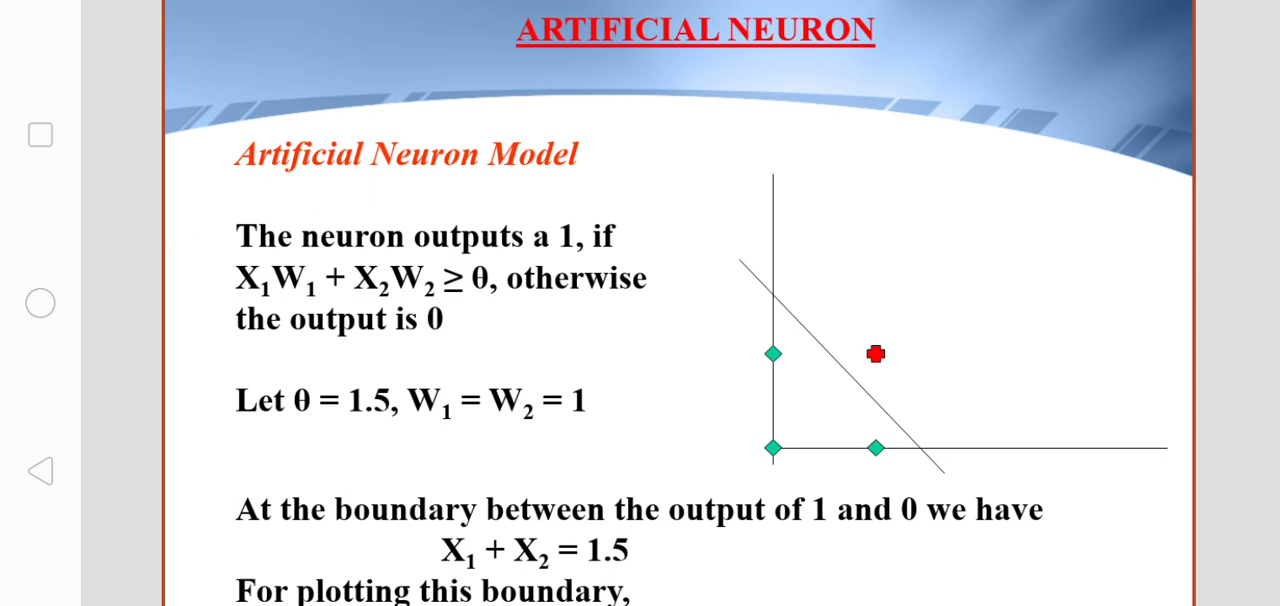 ARTIFICIAL NEURON
Artificial Neuron Model
The neuron outputs a 1, if
X₁W₁ + X₂W₂ ≥ θ, otherwise
the output is 0
Let θ = 1.5, W₁ = W₂ = 1
At the boundary between the output of 1 and 0 we have
X₁ + X₂ = 1.5
For plotting this boundary,